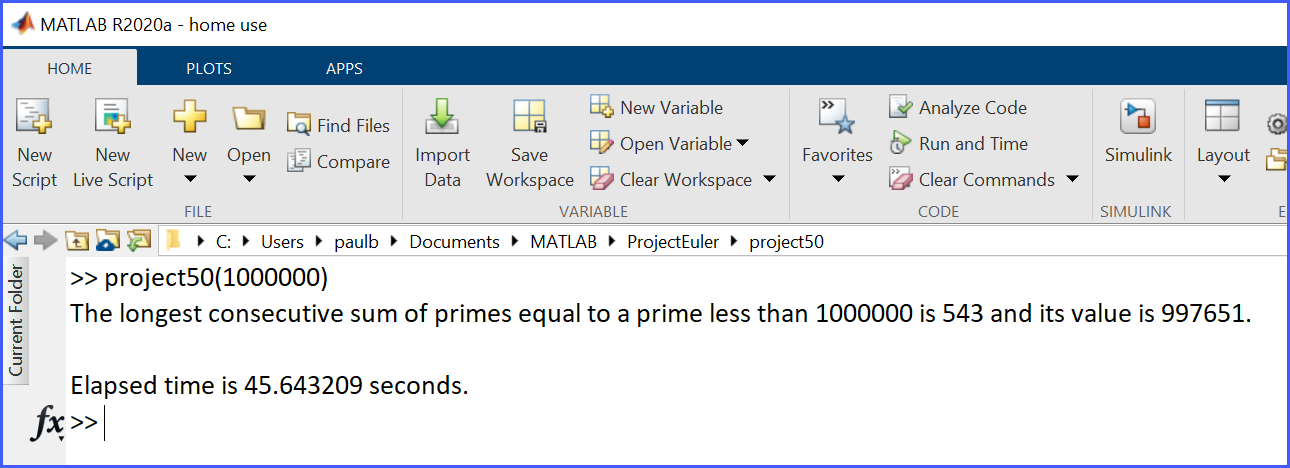 MATLAB R2020a - home use
HOME PLOTS APPS
New Script
New Live Script
New
Open
Find Files
Compare
FILE
Import Data
Save Workspace
New Variable
Open Variable
Clear Workspace
VARIABLE
Favorites
Analyze Code
Run and Time
Clear Commands
CODE
Simulink
SIMULINK
Layout
E
C: Users paulb Documents MATLAB ProjectEuler project50
Current Folder
>> project50(1000000)
The longest consecutive sum of primes equal to a prime less than 1000000 is 543 and its value is 997651.
Elapsed time is 45.643209 seconds.
fx >>